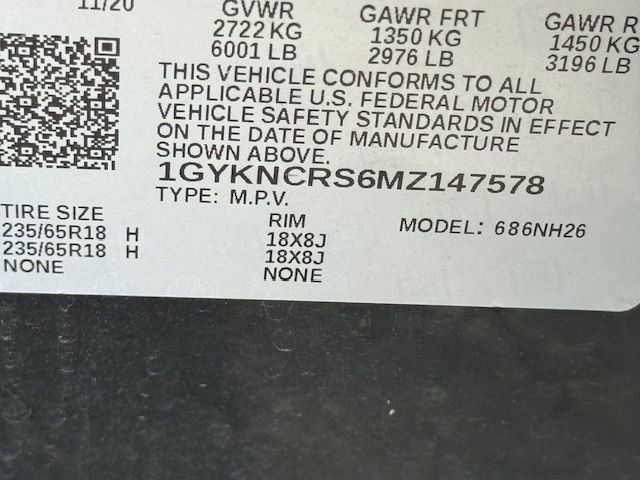 11/20 GVWR GAWR FRT GAWR R
2722 KG 1350 KG 1450 KG
6001 LB 2976 LB 3196 LB
THIS VEHICLE CONFORMS TO ALL
APPLICABLE U.S. FEDERAL MOTOR
VEHICLE SAFETY STANDARDS IN EFFECT
ON THE DATE OF MANUFACTURE
SHOWN ABOVE.
1GYKNCRS6MZ147578
TYPE: M.P.V.
TIRE SIZE RIM MODEL: 686NH26
235/65R18 H 18X8J
235/65R18 H 18X8J
NONE NONE